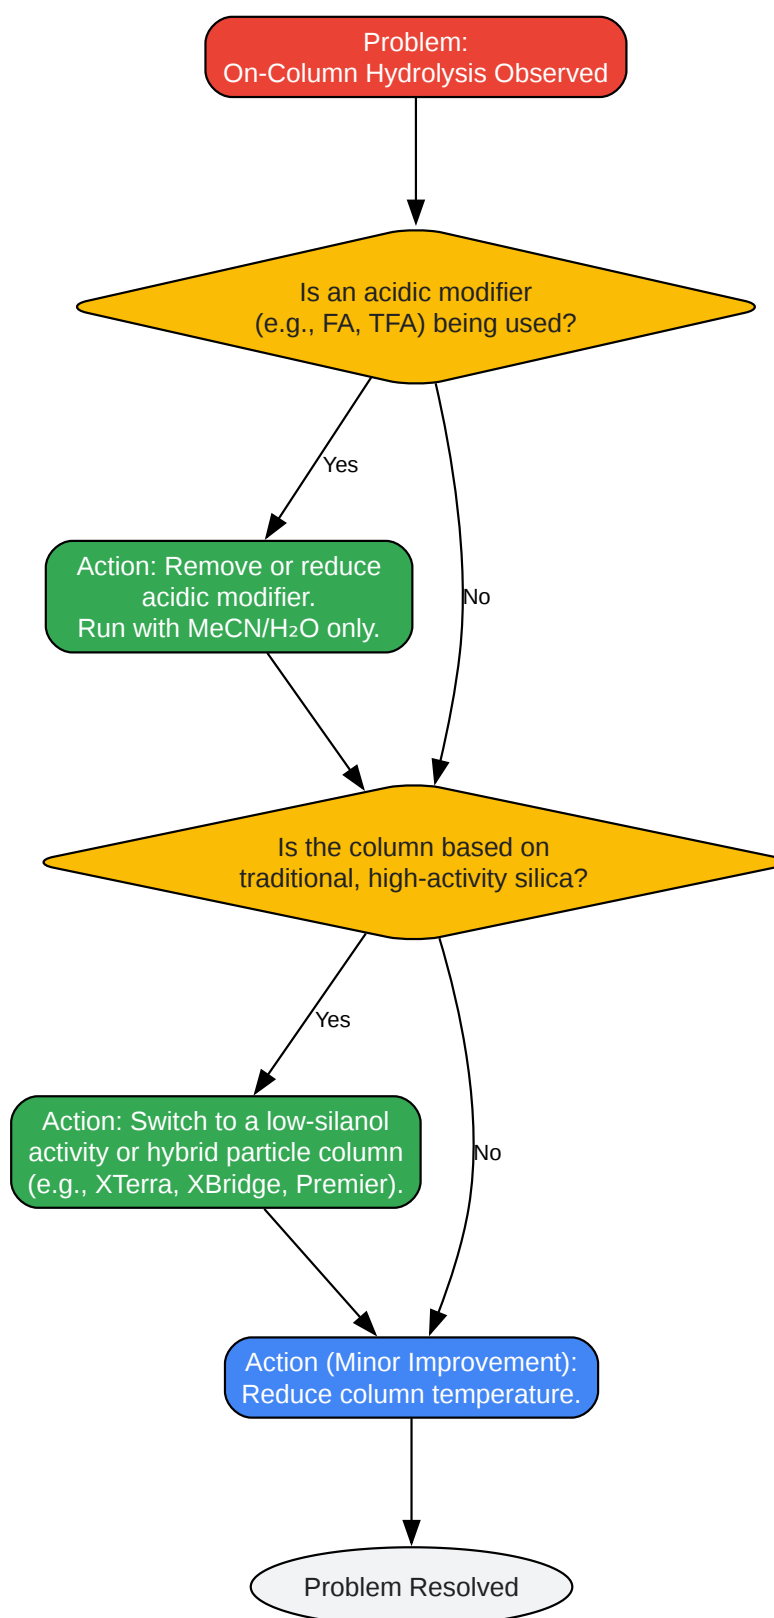 Problem:
On-Column Hydrolysis Observed
Is an acidic modifier
(e.g., FA, TFA) being used?
Yes
Action: Remove or reduce
acidic modifier.
Run with MeCN/H₂O only.
No
Is the column based on
traditional, high-activity silica?
Yes
Action: Switch to a low-silanol
activity or hybrid particle column
(e.g., XTerra, XBridge, Premier).
No
Action (Minor Improvement):
Reduce column temperature.
Problem Resolved